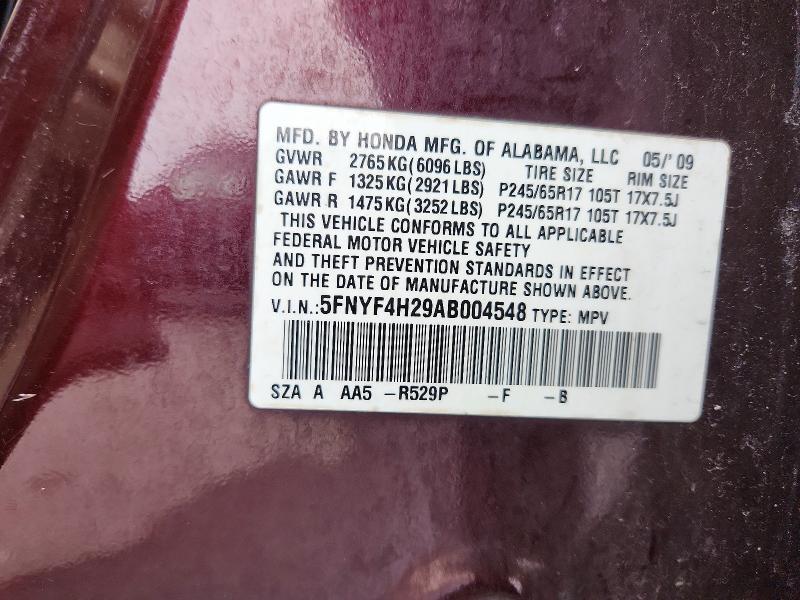 MFD. BY HONDA MFG. OF ALABAMA, LLC 05/'09
GVWR 2765KG(6096LBS) TIRE SIZE RIM SIZE
GAWR F 1325KG(2921LBS) P245/65R17 105T 17X7.5J
GAWR R 1475KG(3252LBS) P245/65R17 105T 17X7.5J
THIS VEHICLE CONFORMS TO ALL APPLICABLE
FEDERAL MOTOR VEHICLE SAFETY
AND THEFT PREVENTION STANDARDS IN EFFECT
ON THE DATE OF MANUFACTURE SHOWN ABOVE.
V.I.N.:5FNYF4H29AB004548 TYPE: MPV
SZA A AA5 -R529P -F -B